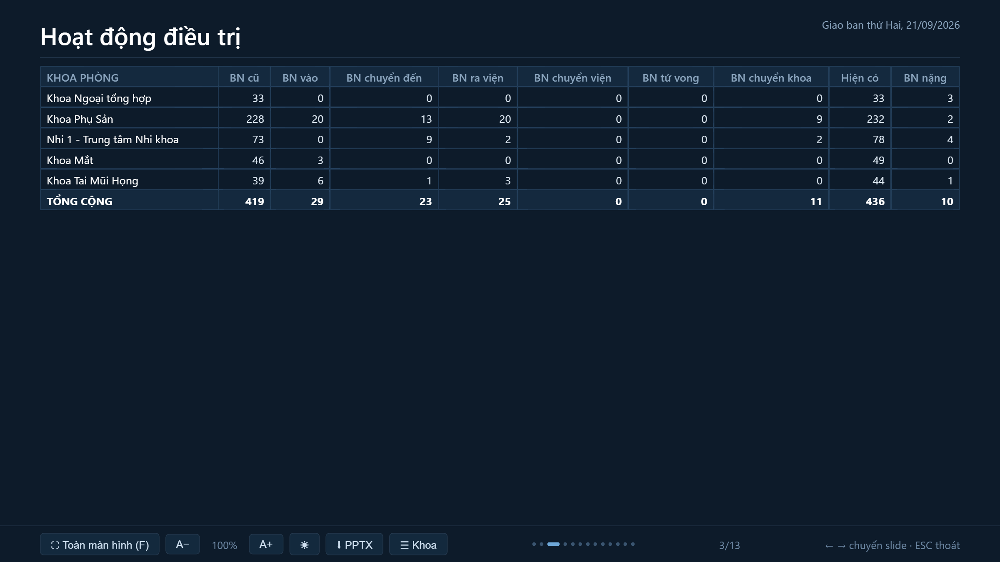 Hoạt động điều trị
Giao ban thứ Hai, 21/09/2026
KHOA PHÒNG BN cũ BN vào BN chuyển đến BN ra viện BN chuyển viện BN tử vong BN chuyển khoa Hiện có BN nặng
Khoa Ngoại tổng hợp 33 0 0 0 0 0 0 33 3
Khoa Phụ Sản 228 20 13 20 0 0 9 232 2
Nhi 1 - Trung tâm Nhi khoa 73 0 9 2 0 0 2 78 4
Khoa Mắt 46 3 0 0 0 0 0 49 0
Khoa Tai Mũi Họng 39 6 1 3 0 0 0 44 1
TỔNG CỘNG 419 29 23 25 0 0 11 436 10
Toàn màn hình (F) A− 100% A+ ☀ ⭳ PPTX ☰ Khoa 3/13 ← → chuyển slide · ESC thoát